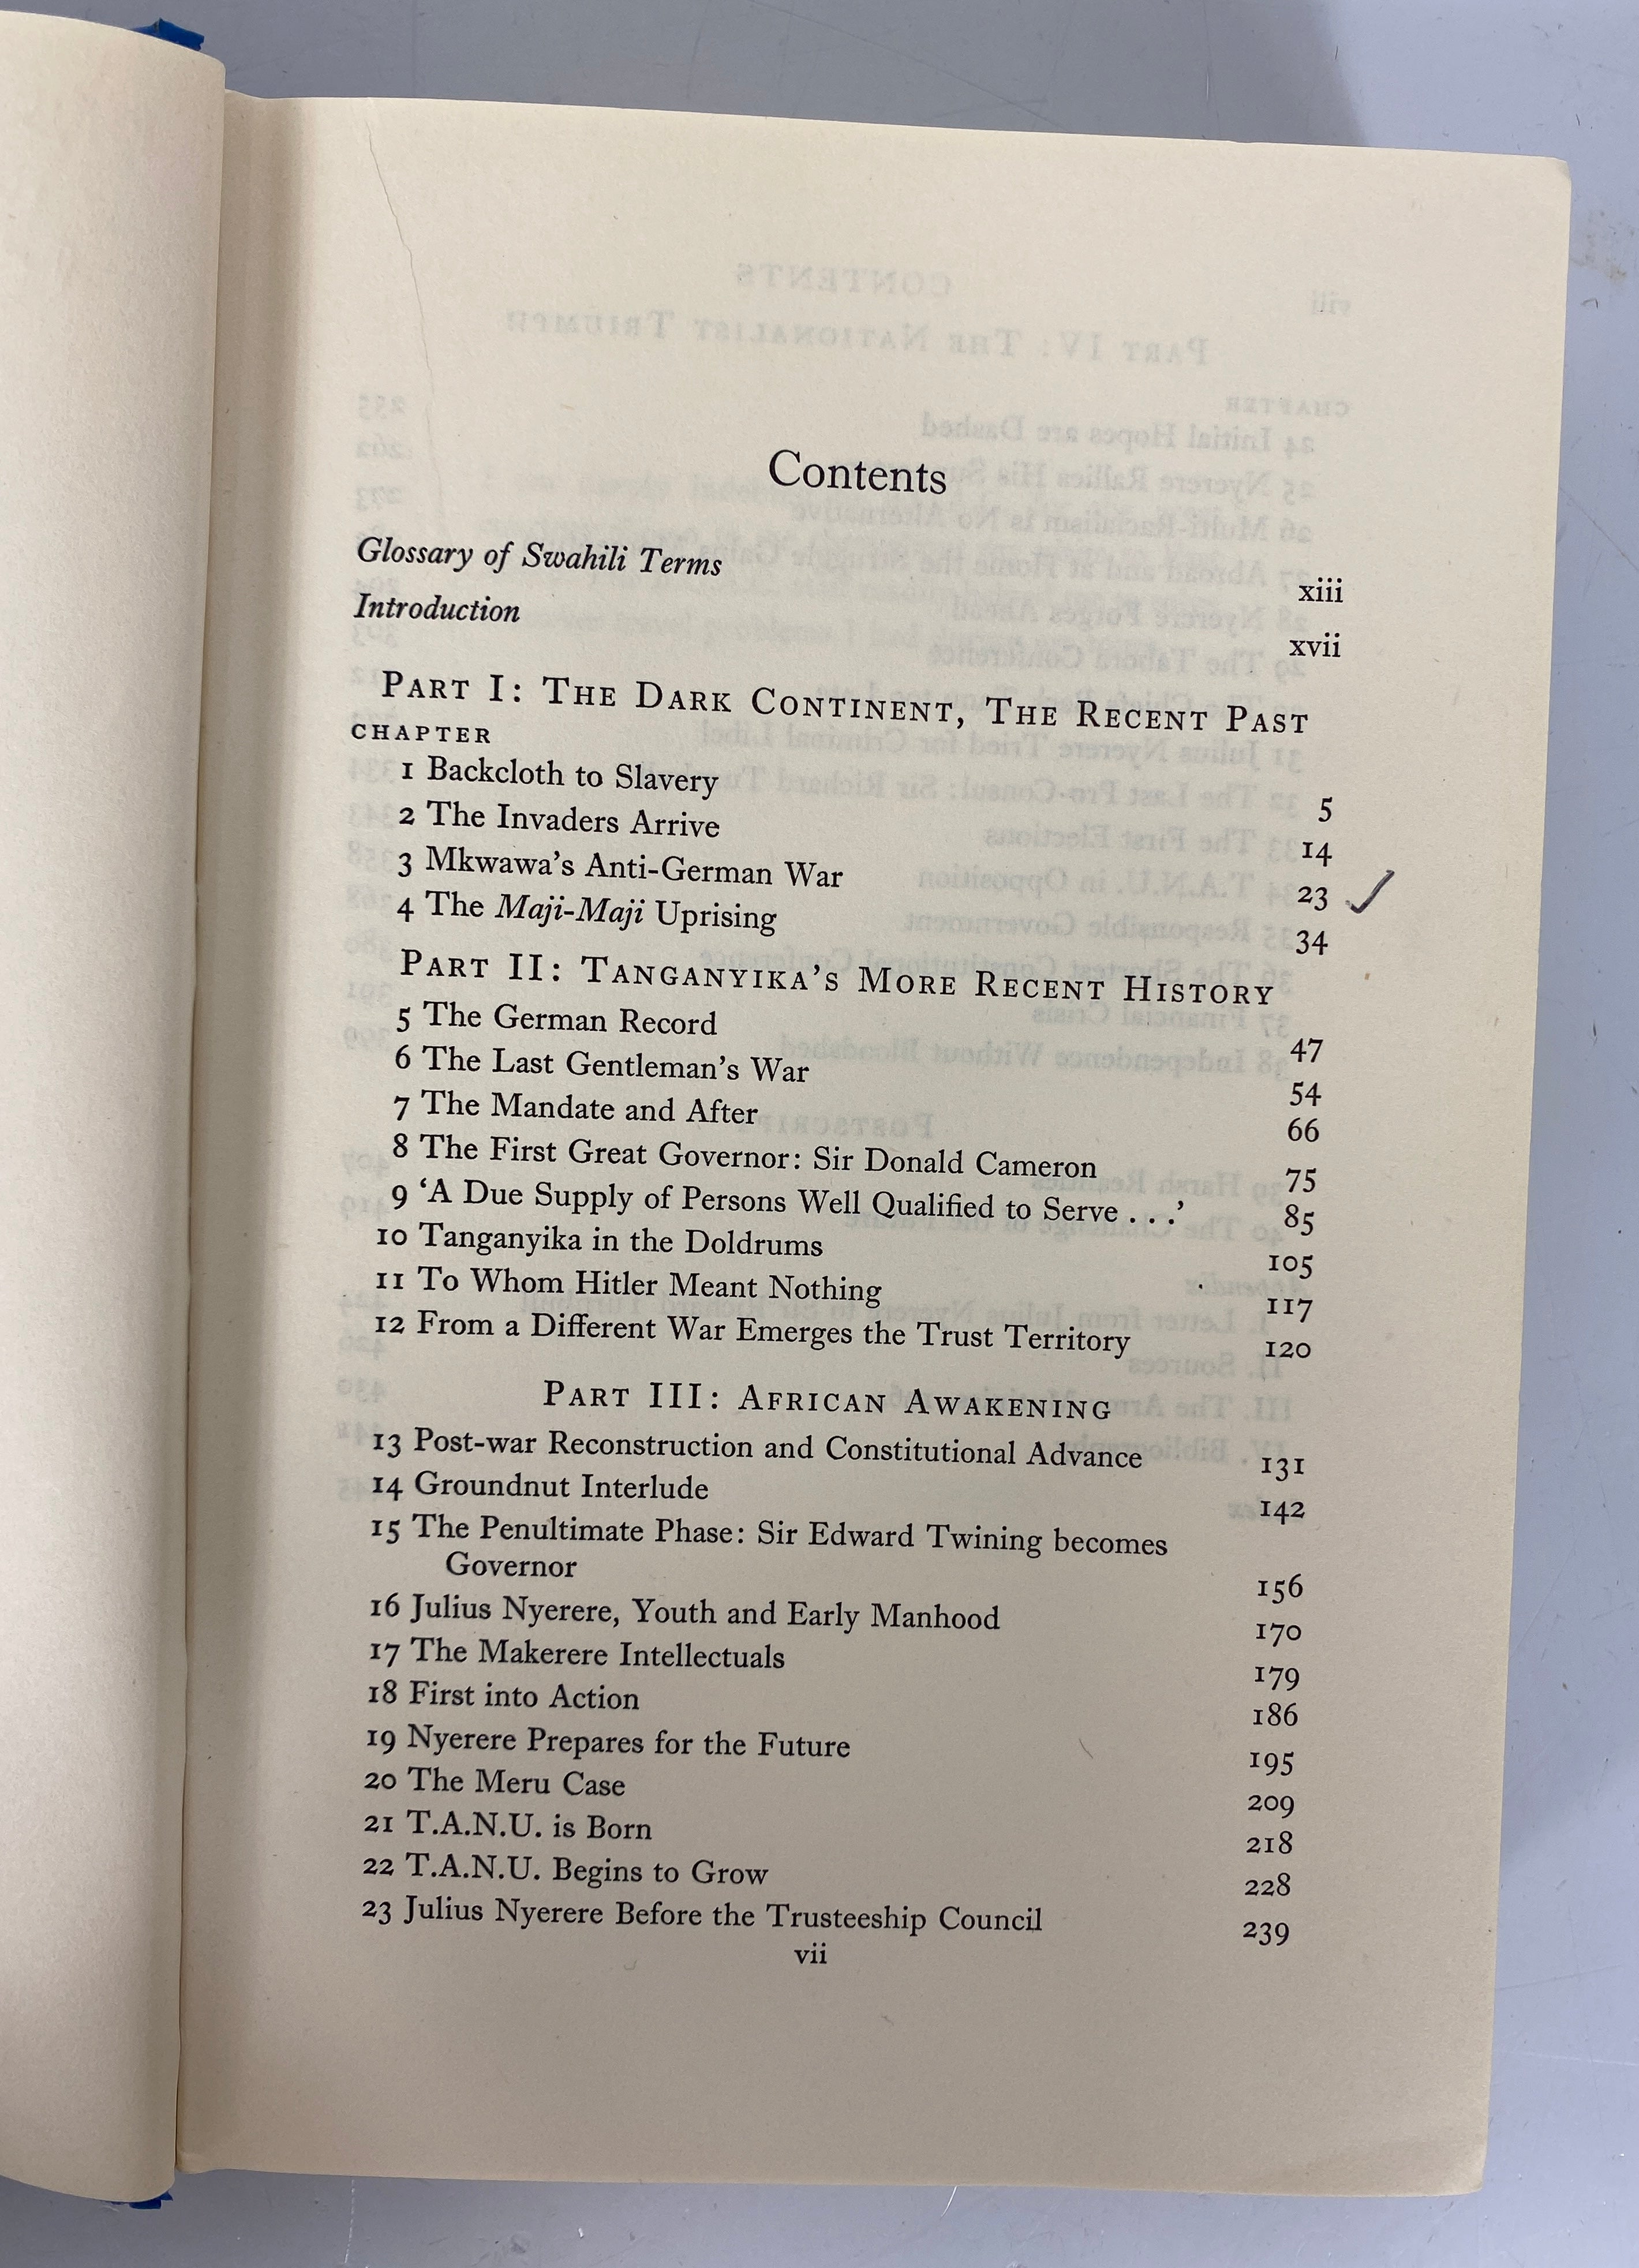 Contents
Glossary of Swahili Terms xiii
Introduction xvii
PART I: THE DARK CONTINENT, THE RECENT PAST
CHAPTER
1 Backcloth to Slavery 5
2 The Invaders Arrive 14
3 Mkwawa's Anti-German War 23 ✓
4 The Maji-Maji Uprising 34
PART II: TANGANYIKA'S MORE RECENT HISTORY
5 The German Record 47
6 The Last Gentleman's War 54
7 The Mandate and After 66
8 The First Great Governor: Sir Donald Cameron 75
9 ‘A Due Supply of Persons Well Qualified to Serve . . .’ 85
10 Tanganyika in the Doldrums 105
11 To Whom Hitler Meant Nothing 117
12 From a Different War Emerges the Trust Territory 120
PART III: AFRICAN AWAKENING
13 Post-war Reconstruction and Constitutional Advance 131
14 Groundnut Interlude 142
15 The Penultimate Phase: Sir Edward Twining becomes
Governor 156
16 Julius Nyerere, Youth and Early Manhood 170
17 The Makerere Intellectuals 179
18 First into Action 186
19 Nyerere Prepares for the Future 195
20 The Meru Case 209
21 T.A.N.U. is Born 218
22 T.A.N.U. Begins to Grow 228
23 Julius Nyerere Before the Trusteeship Council 239
vii